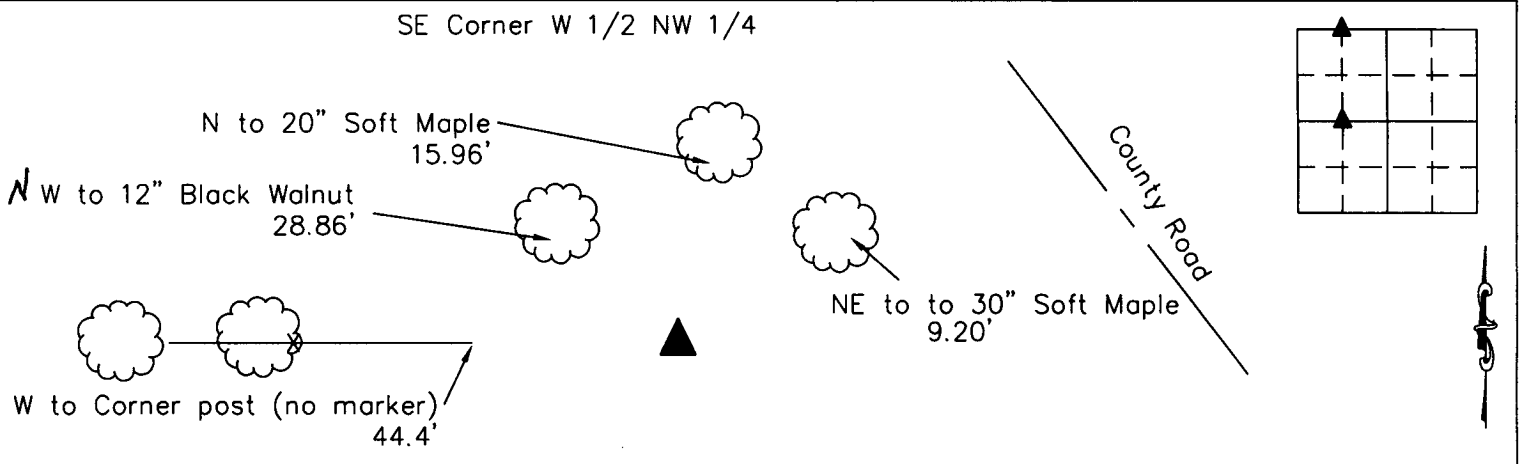 SE Corner W 1/2 NW 1/4
N to 20" Soft Maple
15.96'
N W to 12" Black Walnut
28.86'
County Road
NE to to 30" Soft Maple
9.20'
W to Corner post (no marker)
44.4'